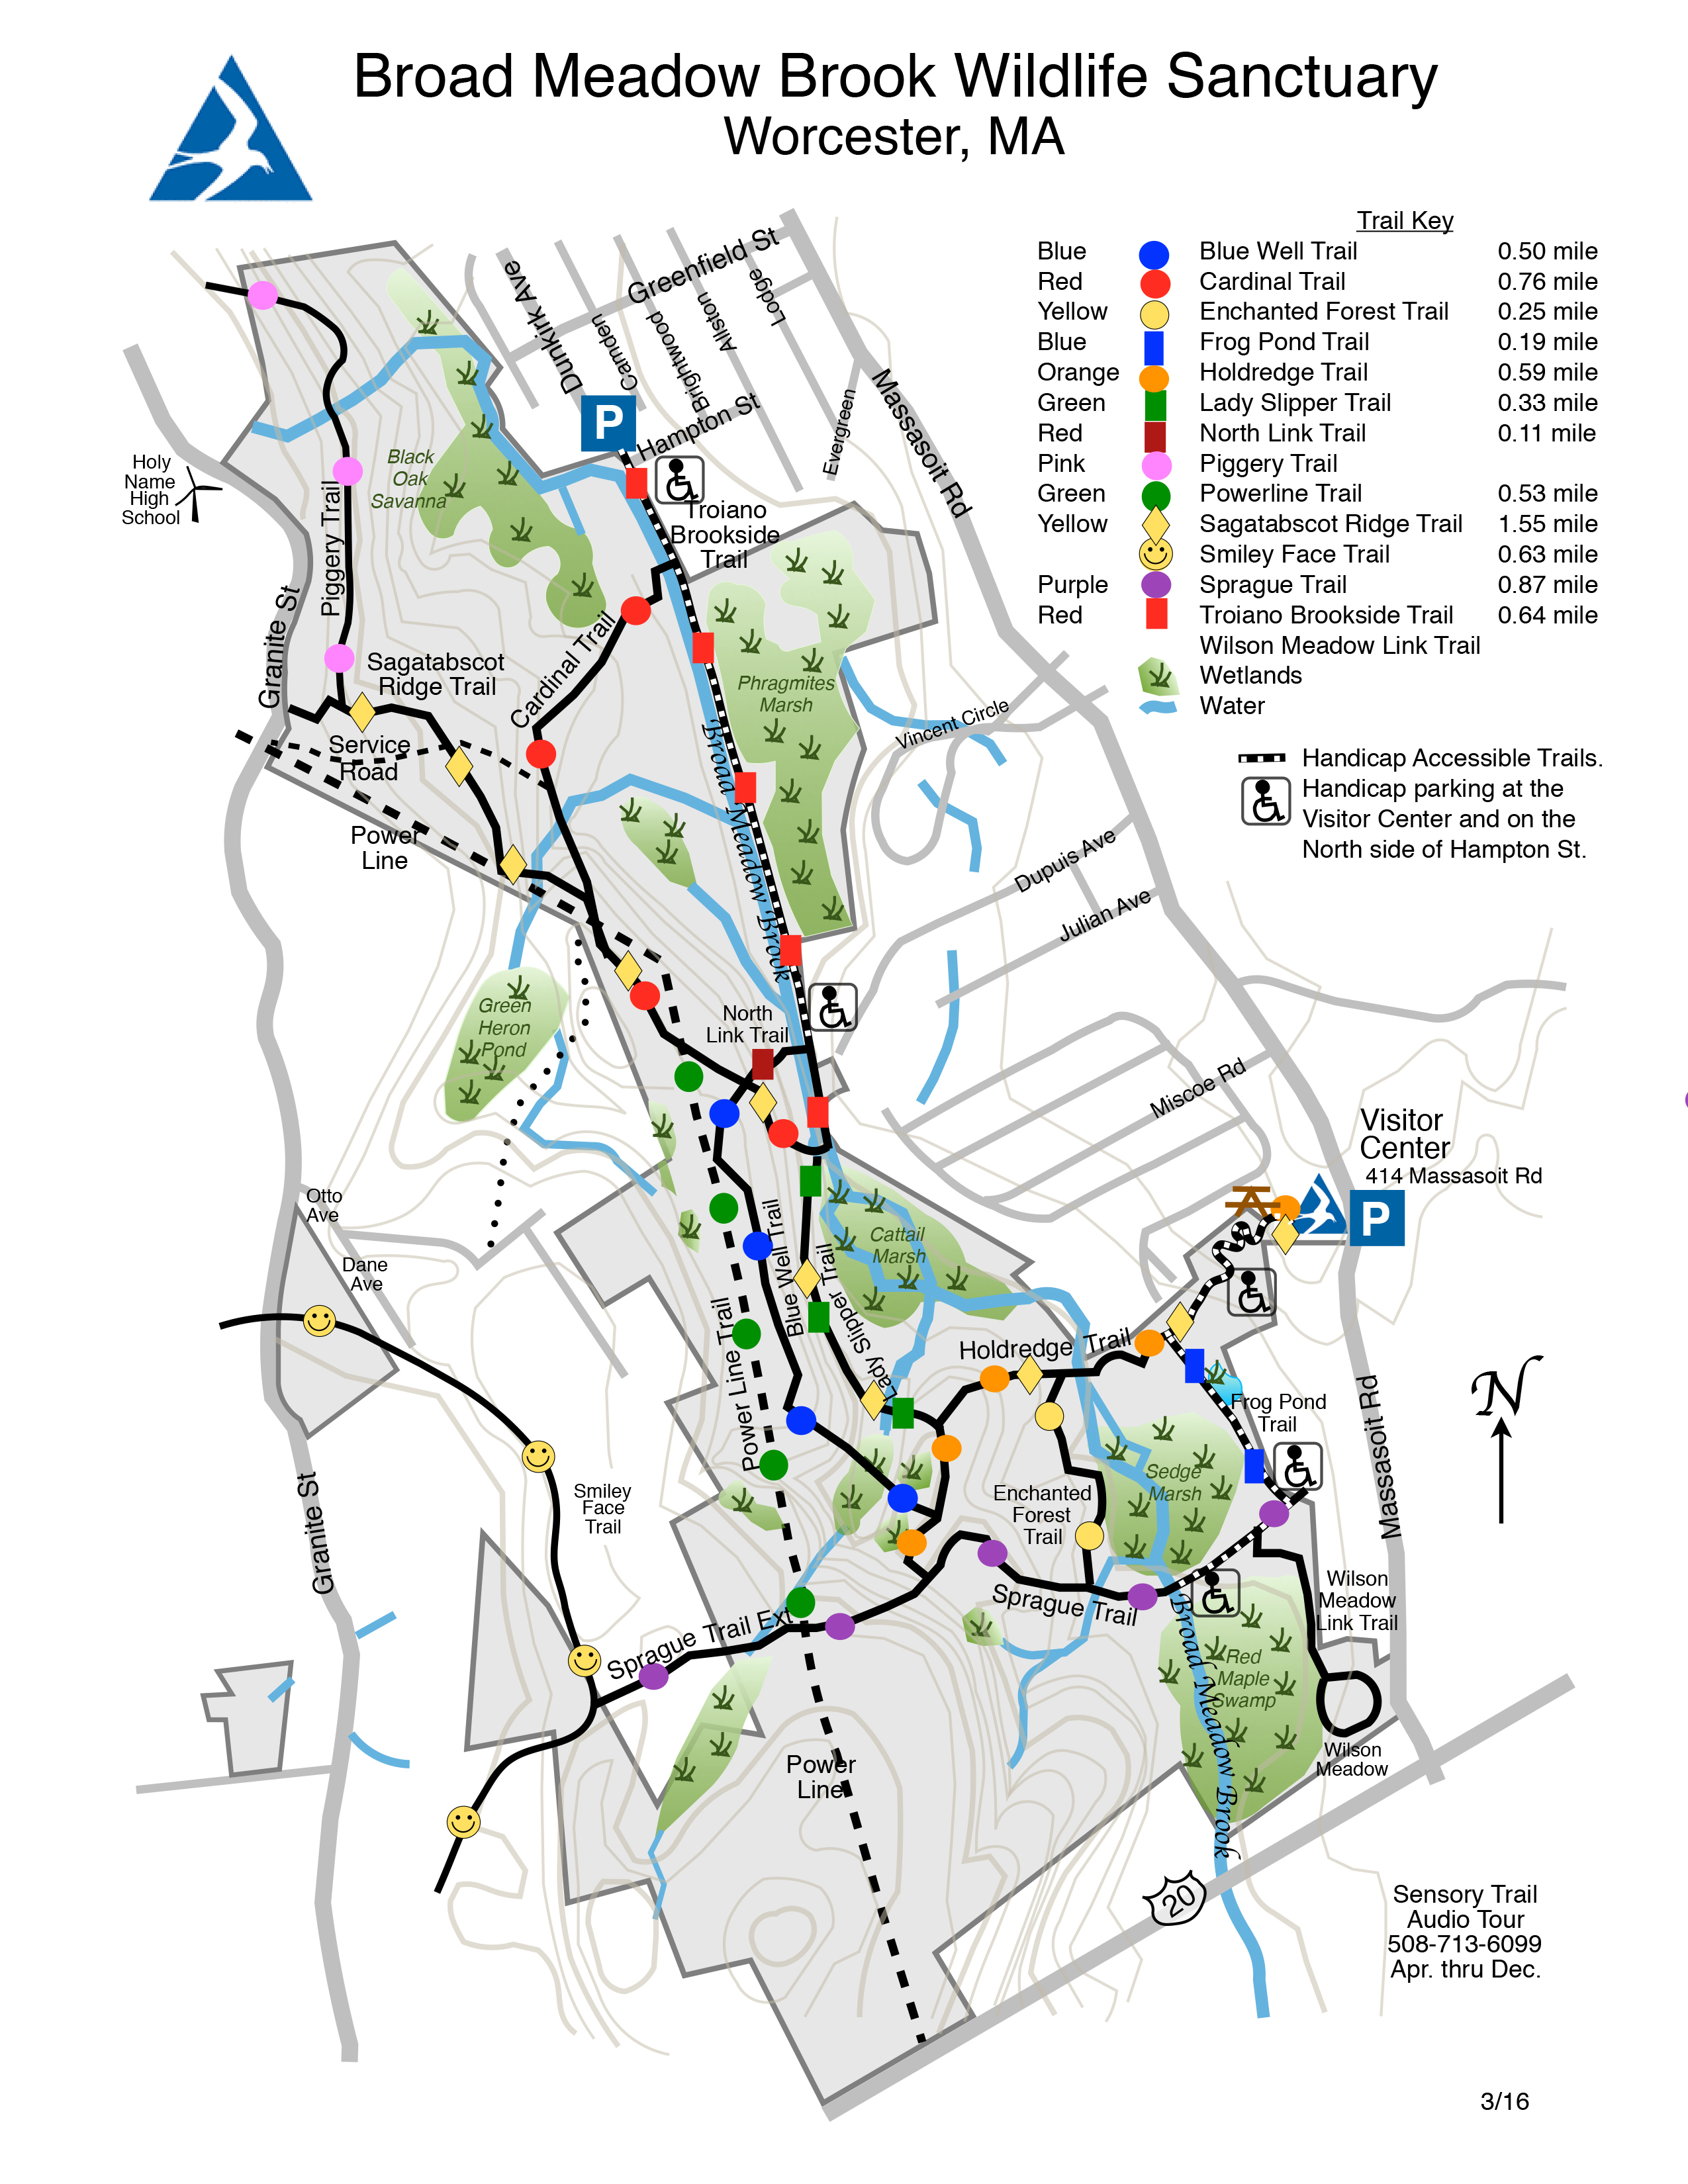 Broad Meadow Brook Wildlife Sanctuary
Worcester, MA
Trail Key
Blue Blue Well Trail 0.50 mile
Red Cardinal Trail 0.76 mile
Yellow Enchanted Forest Trail 0.25 mile
Blue Frog Pond Trail 0.19 mile
Orange Holdredge Trail 0.59 mile
Green Lady Slipper Trail 0.33 mile
Red North Link Trail 0.11 mile
Pink Piggery Trail
Green Powerline Trail 0.53 mile
Yellow Sagatabscot Ridge Trail 1.55 mile
Smiley Face Trail 0.63 mile
Purple Sprague Trail 0.87 mile
Red Troiano Brookside Trail 0.64 mile
Wilson Meadow Link Trail
Wetlands
Water
Handicap Accessible Trails.
Handicap parking at the
Visitor Center and on the
North side of Hampton St.
Greenfield St
Dunkirk Ave
Camden
Brightwood
Allston
Lodge
Evergreen
Massasoit Rd
P
Hampton St
Troiano
Brookside
Trail
Black
Oak
Savanna
Holy
Name
High
School
Piggery Trail
Granite St
Sagatabscot
Ridge Trail
Cardinal Trail
Phragmites
Marsh
Broad Meadow Brook
Vincent Circle
Service
Road
Power
Line
Dupuis Ave
Julian Ave
Green
Heron
Pond
North
Link Trail
Miscoe Rd
Visitor
Center
414 Massasoit Rd
P
Otto
Ave
Dane
Ave
Cattail
Marsh
Blue Well Trail
Lady Slipper Trail
Power Line Trail
Holdredge Trail
Frog Pond
Trail
Massasoit Rd
N
Sedge
Marsh
Enchanted
Forest
Trail
Smiley
Face
Trail
Granite St
Sprague Trail
Sprague Trail Ext
Wilson
Meadow
Link Trail
Red
Maple
Swamp
Broad Meadow Brook
Wilson
Meadow
Power
Line
20
Sensory Trail
Audio Tour
508-713-6099
Apr. thru Dec.
3/16